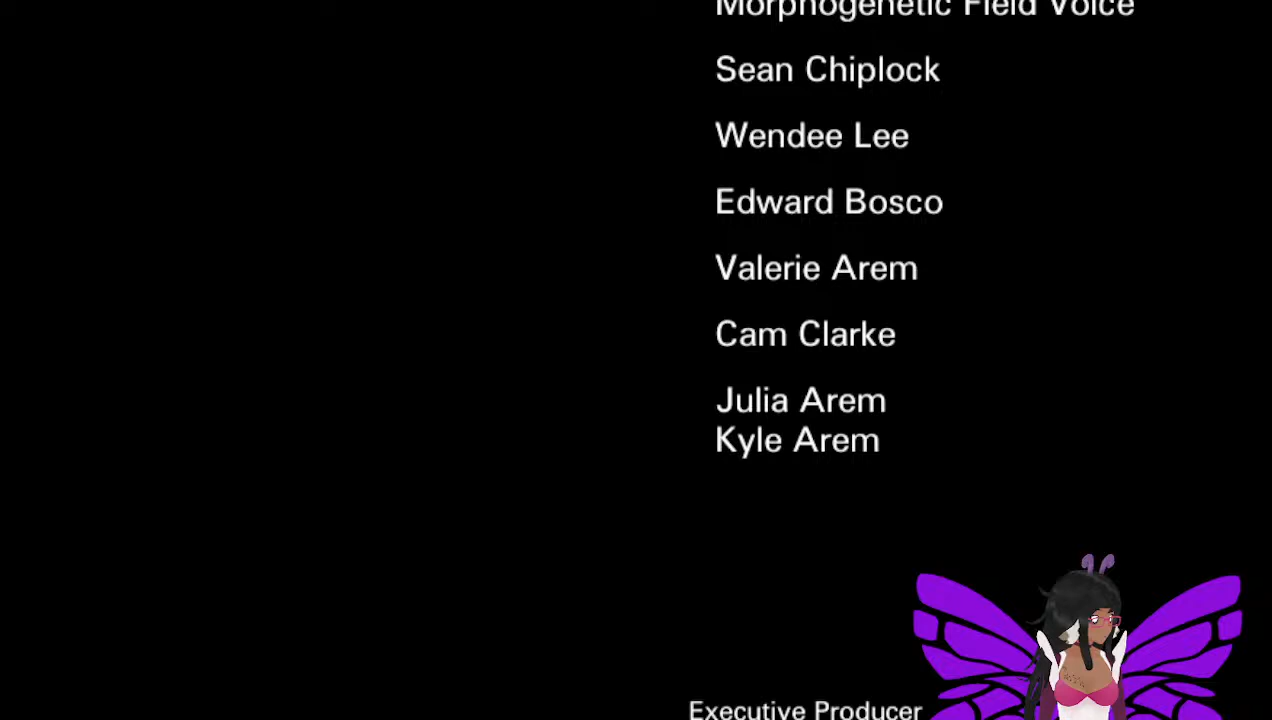 Morphogenetic Field Voice
Sean Chiplock
Wendee Lee
Edward Bosco
Valerie Arem
Cam Clarke
Julia Arem
Kyle Arem
Executive Producer